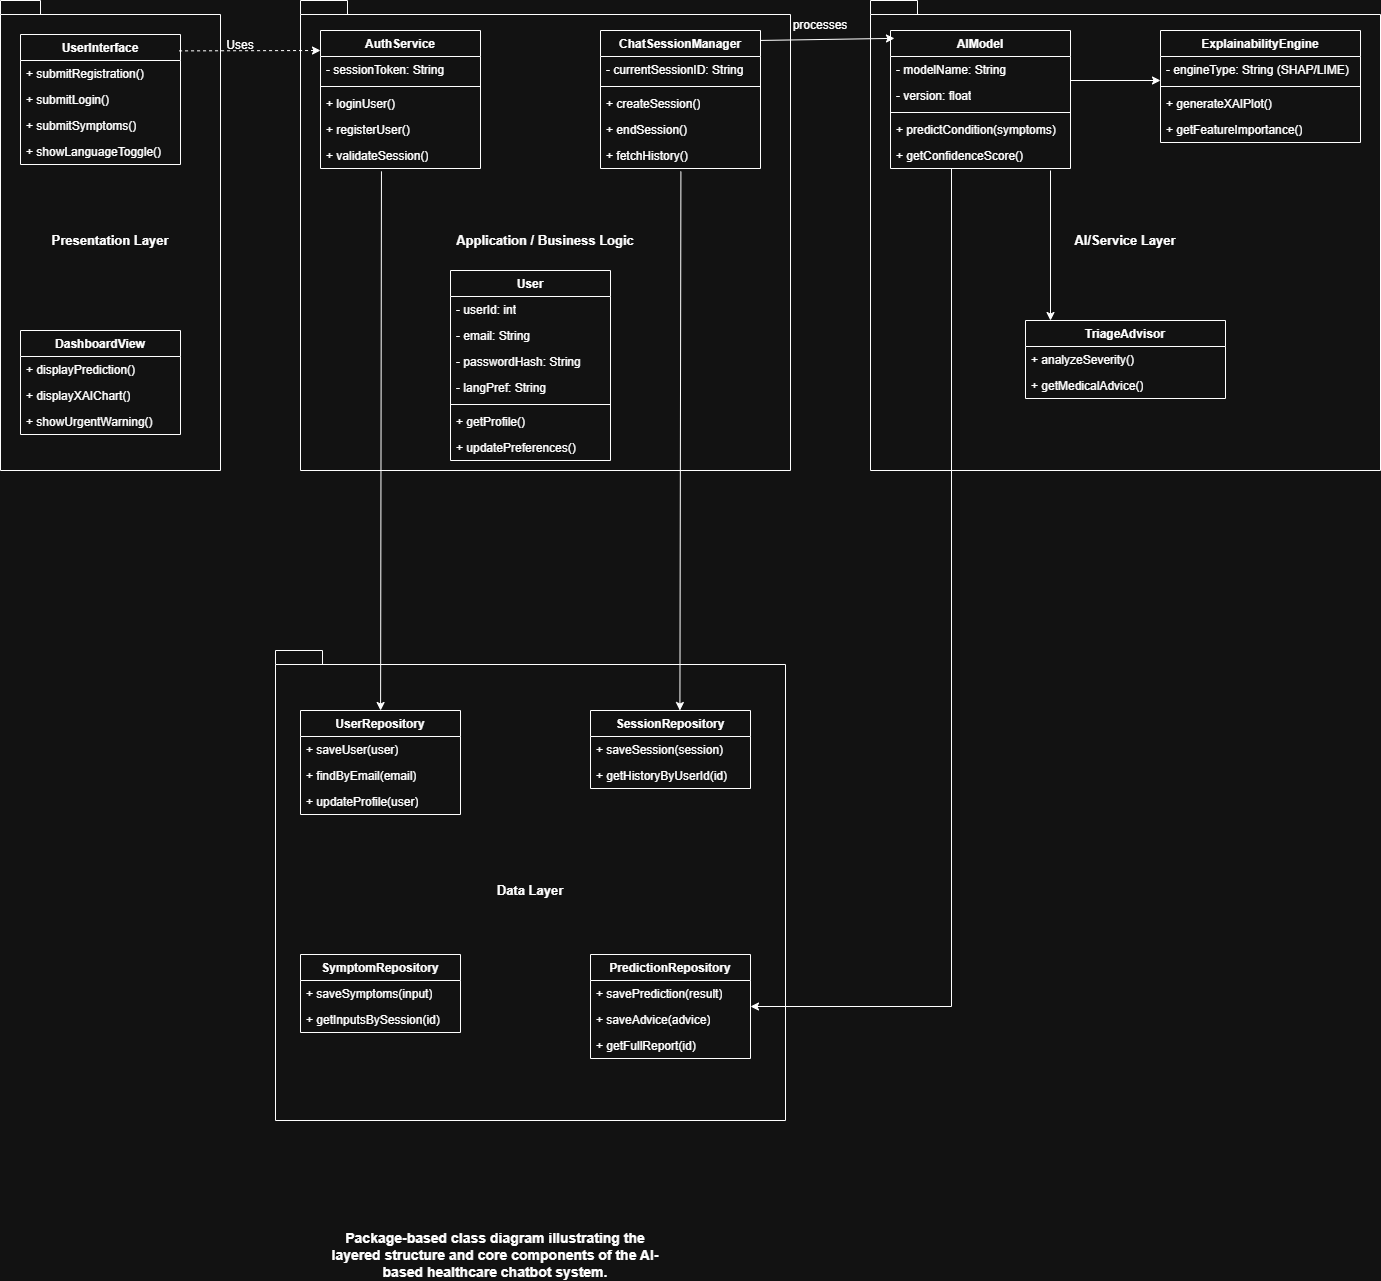 UserInterface
+ submitRegistration()
+ submitLogin()
+ submitSymptoms()
+ showLanguageToggle()
Uses
Presentation Layer
DashboardView
+ displayPrediction()
+ displayXAIChart()
+ showUrgentWarning()
AuthService
- sessionToken: String
+ loginUser()
+ registerUser()
+ validateSession()
ChatSessionManager
- currentSessionID: String
+ createSession()
+ endSession()
+ fetchHistory()
processes
Application / Business Logic
User
- userId: int
- email: String
- passwordHash: String
- langPref: String
+ getProfile()
+ updatePreferences()
AIModel
- modelName: String
- version: float
+ predictCondition(symptoms)
+ getConfidenceScore()
ExplainabilityEngine
- engineType: String (SHAP/LIME)
+ generateXAIPlot()
+ getFeatureImportance()
AI/Service Layer
TriageAdvisor
+ analyzeSeverity()
+ getMedicalAdvice()
UserRepository
+ saveUser(user)
+ findByEmail(email)
+ updateProfile(user)
SessionRepository
+ saveSession(session)
+ getHistoryByUserId(id)
Data Layer
SymptomRepository
+ saveSymptoms(input)
+ getInputsBySession(id)
PredictionRepository
+ savePrediction(result)
+ saveAdvice(advice)
+ getFullReport(id)
Package-based class diagram illustrating the
layered structure and core components of the AI-
based healthcare chatbot system.